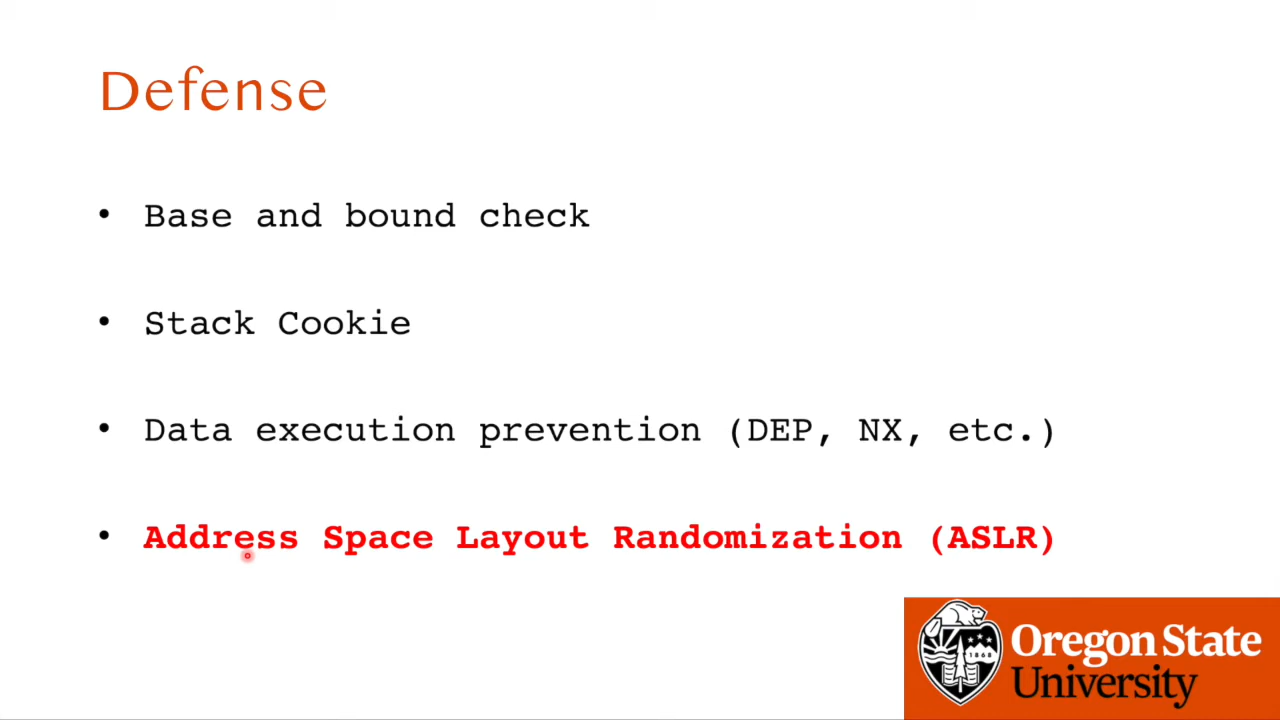 Defense
• Base and bound check
• Stack Cookie
• Data execution prevention (DEP, NX, etc.)
• Address Space Layout Randomization (ASLR)
1868
Oregon State
University